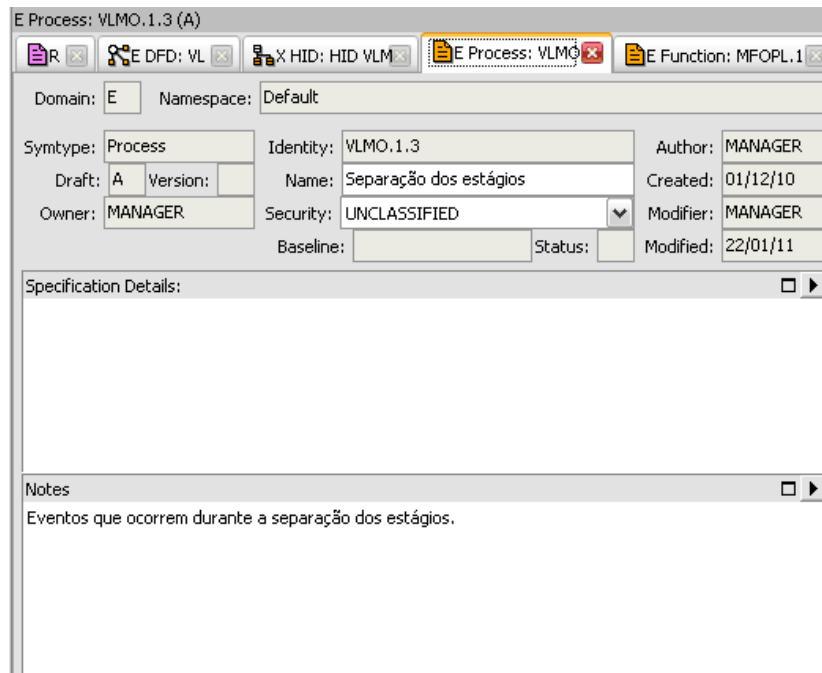 E Process: VLMO.1.3 (A)
R E DFD: VL X HID: HID VLM E Process: VLMO E Function: MFOPL.1
Domain: E Namespace: Default
Symtype: Process Identity: VLMO.1.3 Author: MANAGER
Draft: A Version: Name: Separação dos estágios Created: 01/12/10
Owner: MANAGER Security: UNCLASSIFIED Modifier: MANAGER
Baseline: Status: Modified: 22/01/11
Specification Details:
Notes
Eventos que ocorrem durante a separação dos estágios.